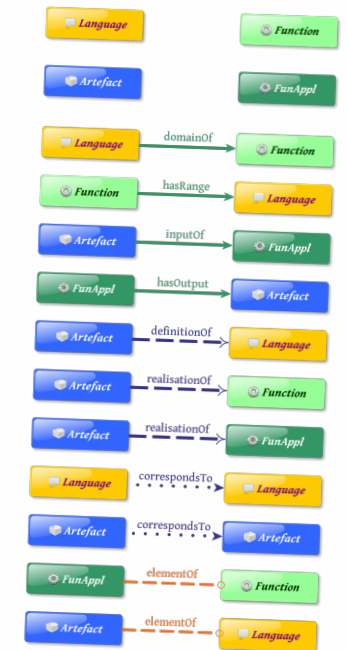 Language Function
Artefact FunAppl
Language domainOf Function
Function hasRange Language
Artefact inputOf FunAppl
FunAppl hasOutput Artefact
Artefact definitionOf Language
Artefact realisationOf Function
Artefact realisationOf FunAppl
Language correspondsTo Language
Artefact correspondsTo Artefact
FunAppl elementOf Function
Artefact elementOf Language